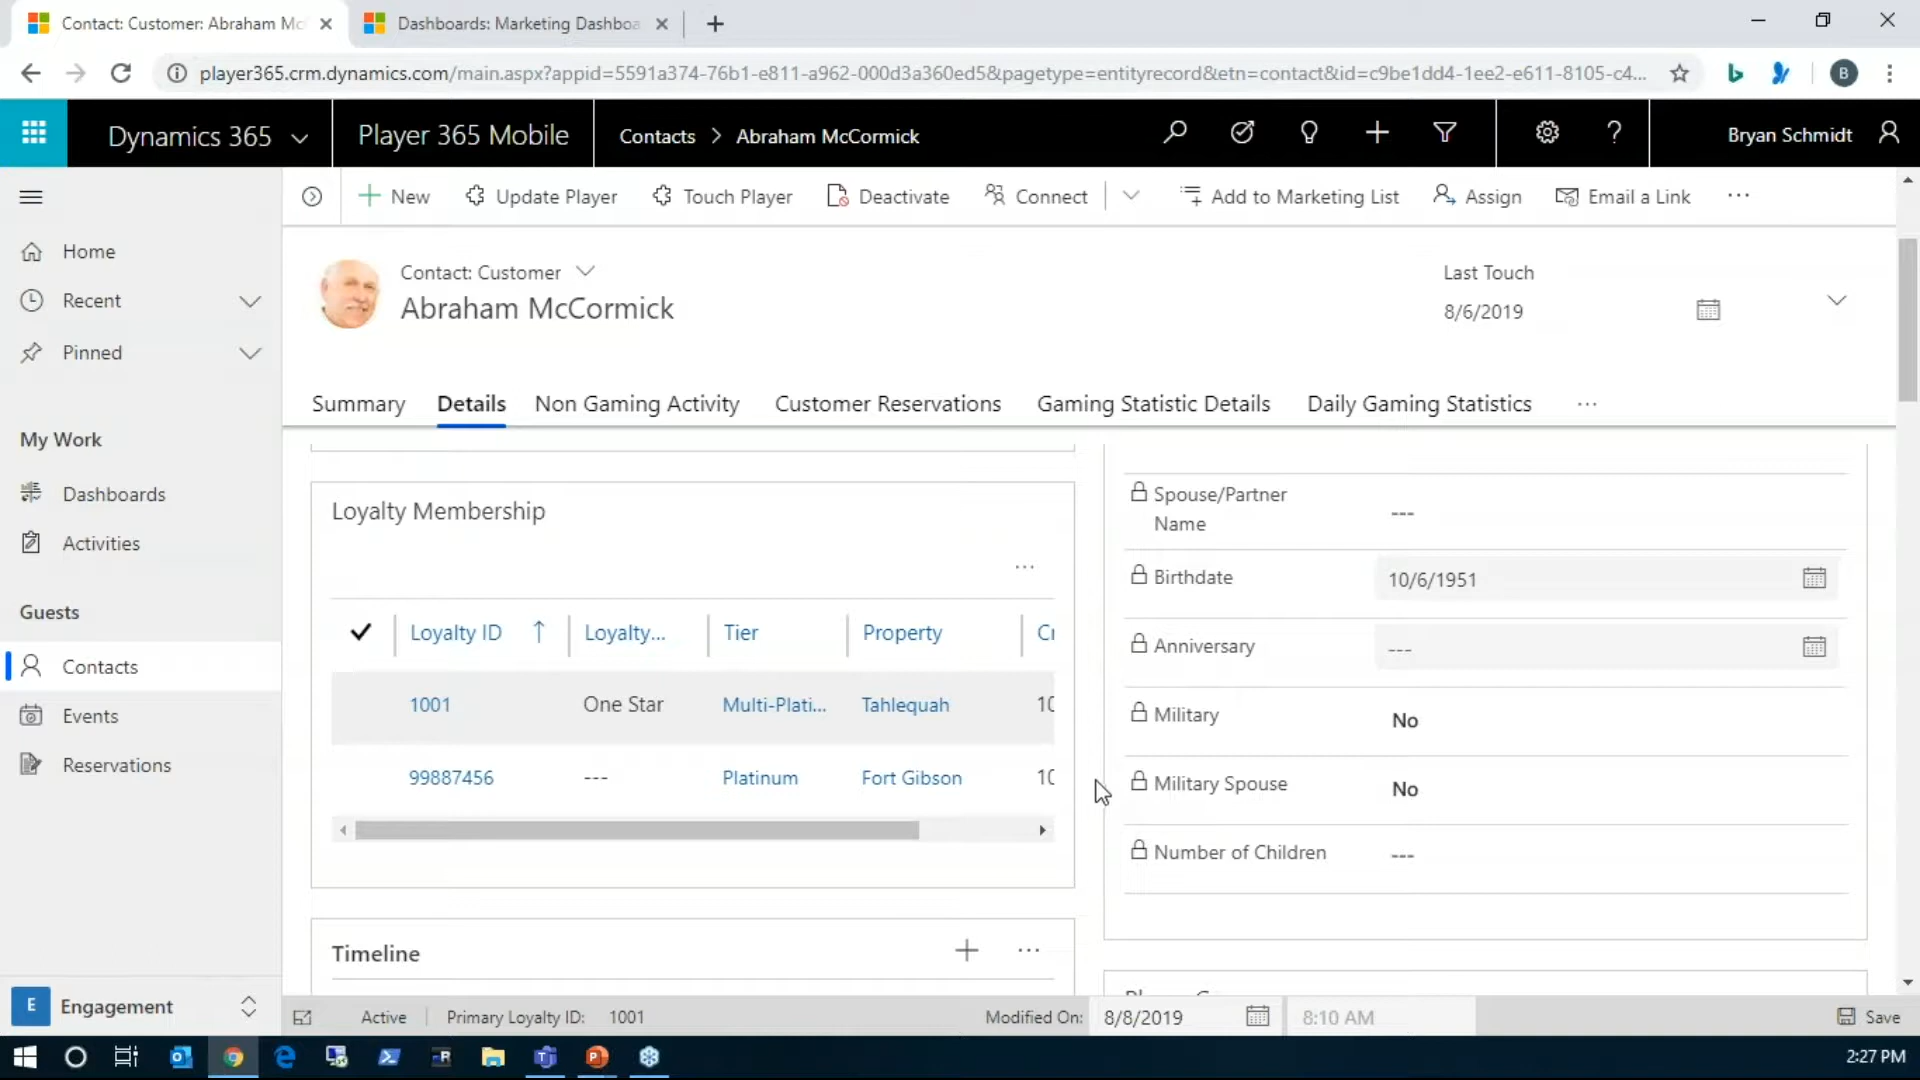 Contact: Customer: Abraham Mc
Dashboards: Marketing Dashboa
player365.crm.dynamics.com/main.aspx?appid=5591a374-76b1-e811-a962-000d3a360ed5&pagetype=entityrecord&etn=contact&id=c9be1dd4-1ee2-e611-8105-c4...
B
Dynamics 365
Player 365 Mobile
Contacts > Abraham McCormick
Bryan Schmidt
New
Update Player
Touch Player
Deactivate
Connect
Add to Marketing List
Assign
Email a Link
...
Home
Recent
Pinned
My Work
Dashboards
Activities
Guests
Contacts
Events
Reservations
E
Engagement
Contact: Customer
Abraham McCormick
Last Touch
8/6/2019
Summary
Details
Non Gaming Activity
Customer Reservations
Gaming Statistic Details
Daily Gaming Statistics
...
Loyalty Membership
...
Loyalty ID
Loyalty...
Tier
Property
Cr
1001
One Star
Multi-Plati...
Tahlequah
10
99887456
---
Platinum
Fort Gibson
10
Timeline
...
Spouse/Partner
Name
---
Birthdate
10/6/1951
Anniversary
---
Military
No
Military Spouse
No
Number of Children
---
Active
Primary Loyalty ID:
1001
Modified On:
8/8/2019
8:10 AM
Save
2:27 PM